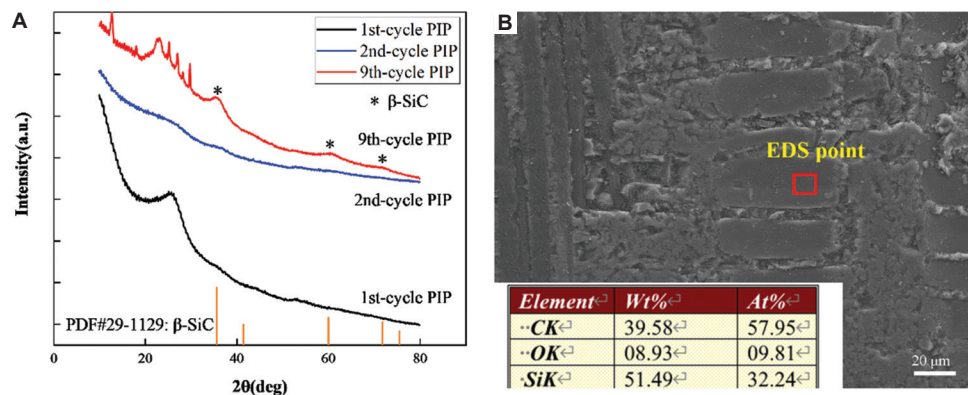 A
Intensity(a.u.)
1st-cycle PIP
2nd-cycle PIP
9th-cycle PIP
* β-SiC
*
*
*
9th-cycle PIP
2nd-cycle PIP
1st-cycle PIP
PDF#29-1129: β-SiC
0 20 40 60 80
2θ(deg)
B
EDS point
Element Wt% At%
CK 39.58 57.95
OK 08.93 09.81
SiK 51.49 32.24
20 μm